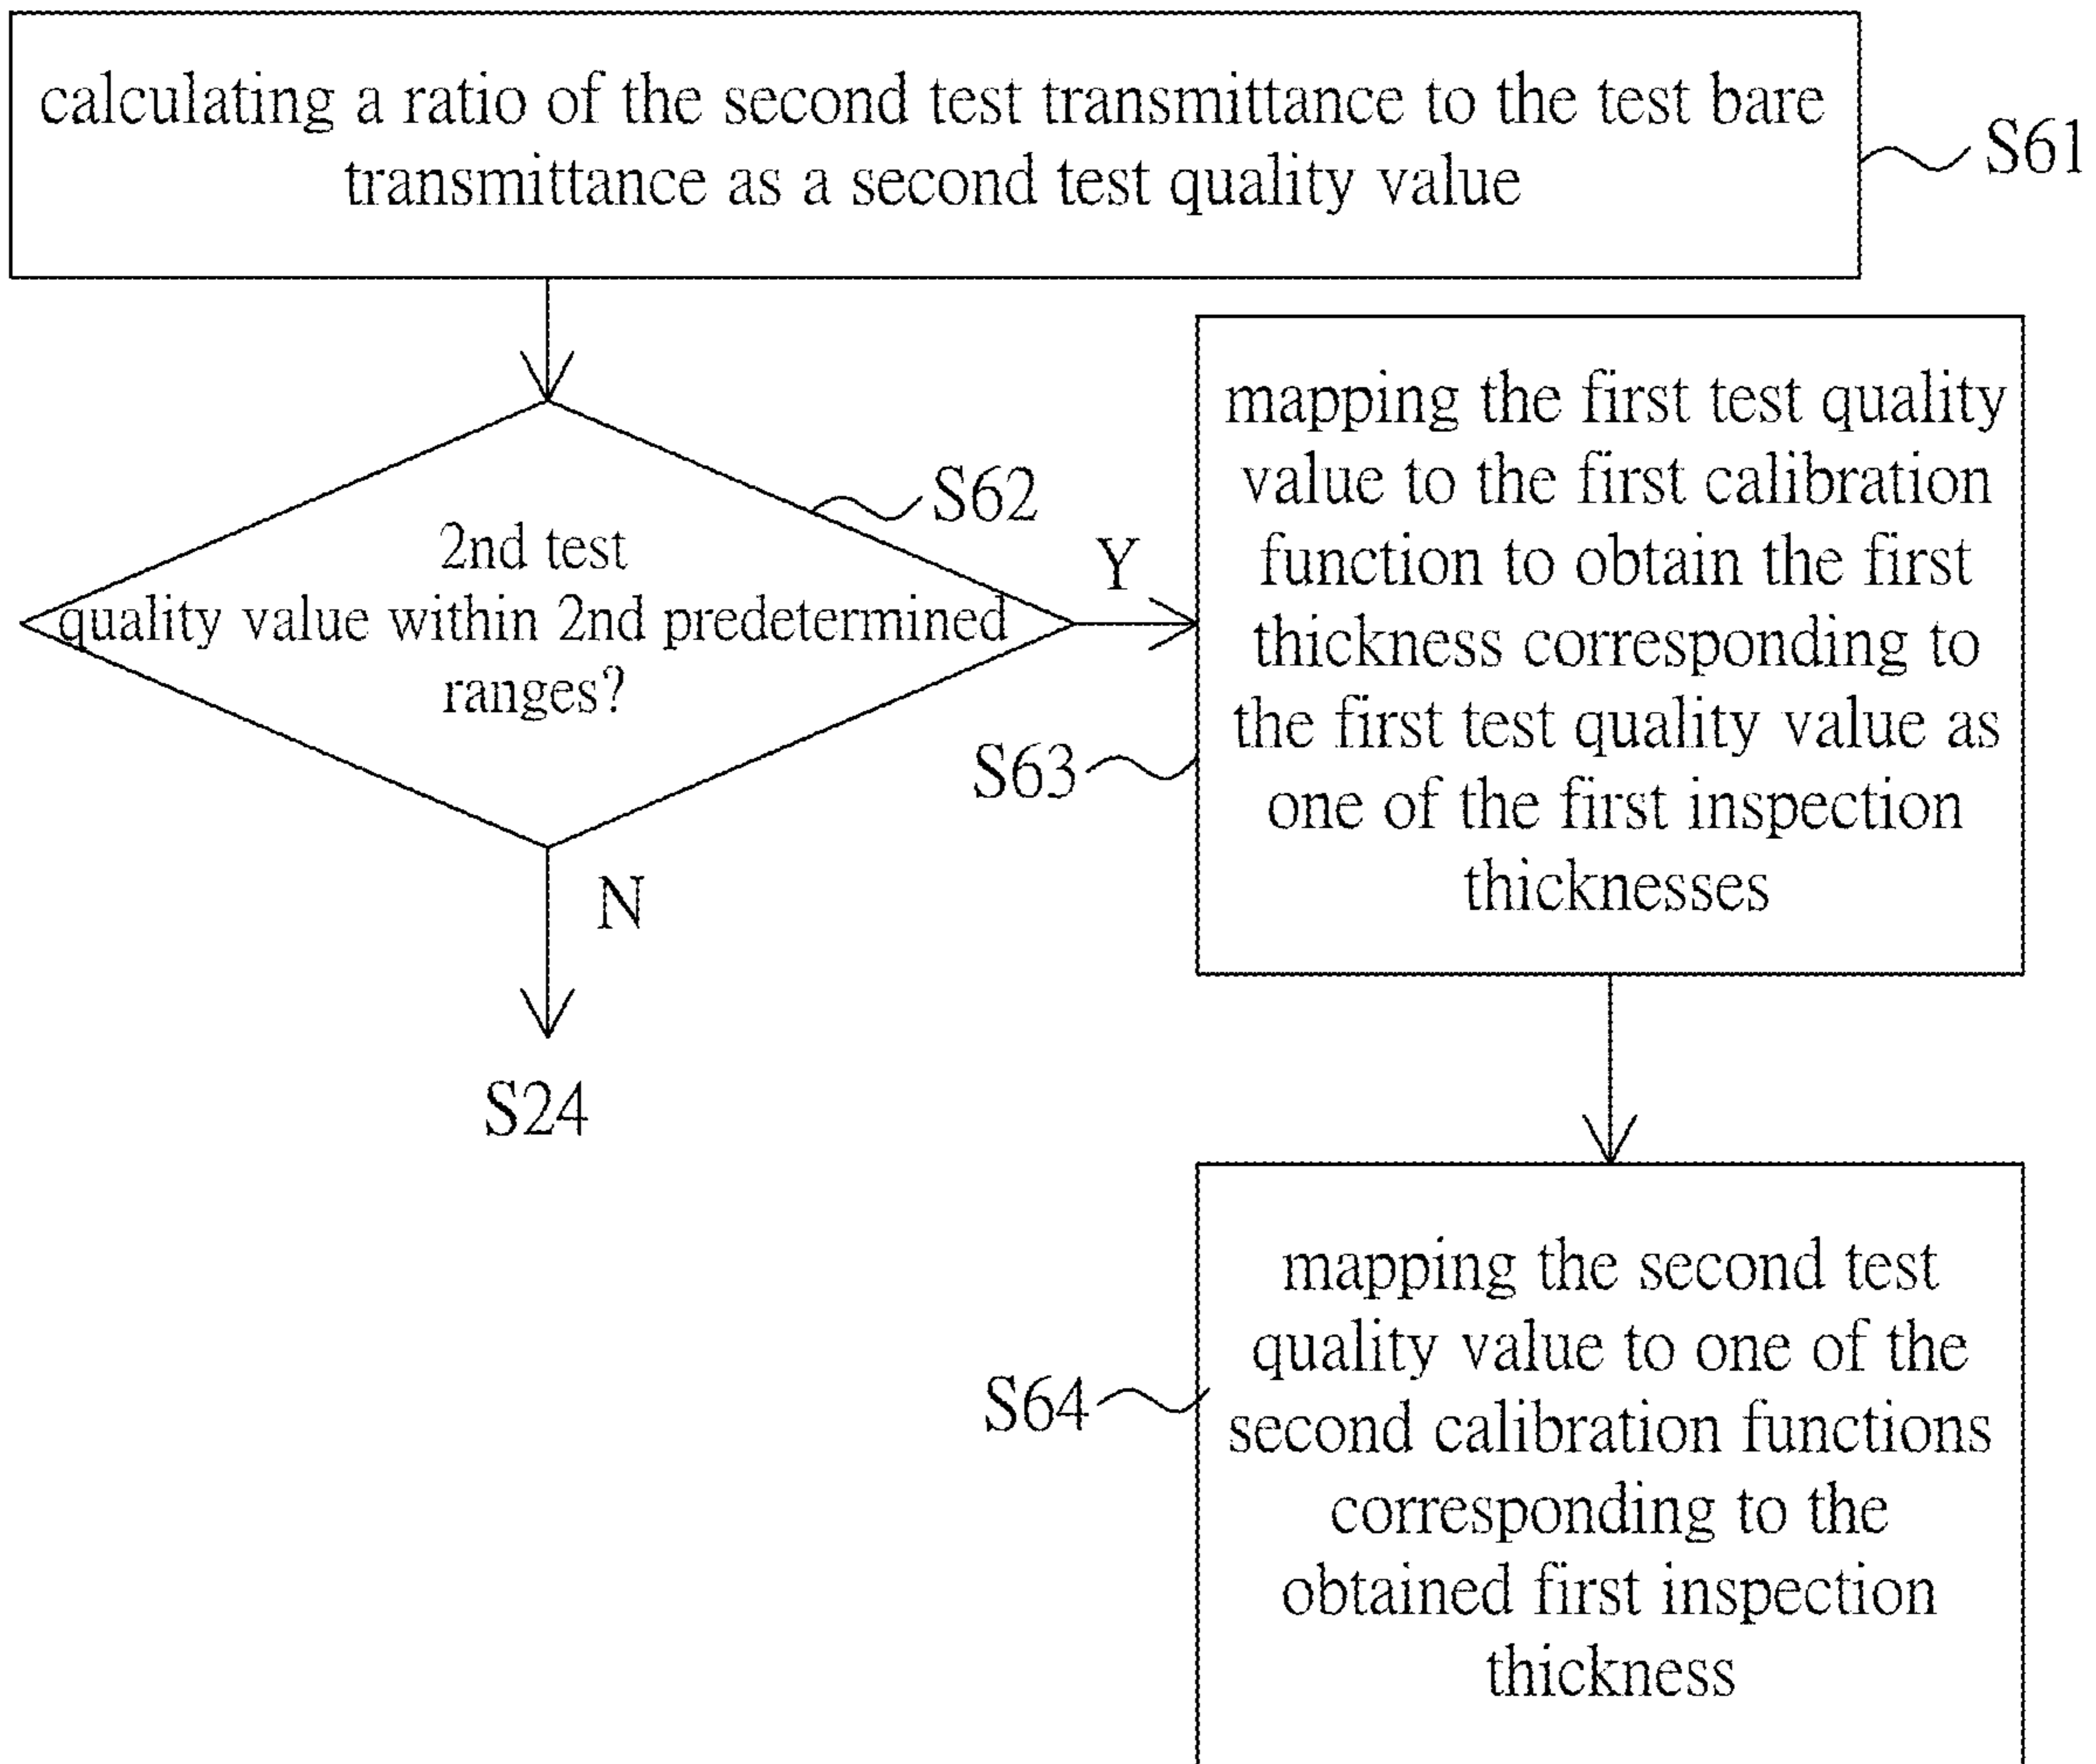 calculating a ratio of the second test transmittance to the test bare
transmittance as a second test quality value
S61
2nd test
quality value within 2nd predetermined
ranges?
S62
Y
N
S24
mapping the first test quality
value to the first calibration
function to obtain the first
thickness corresponding to
the first test quality value as
one of the first inspection
thicknesses
S63
mapping the second test
quality value to one of the
second calibration functions
corresponding to the
obtained first inspection
thickness
S64